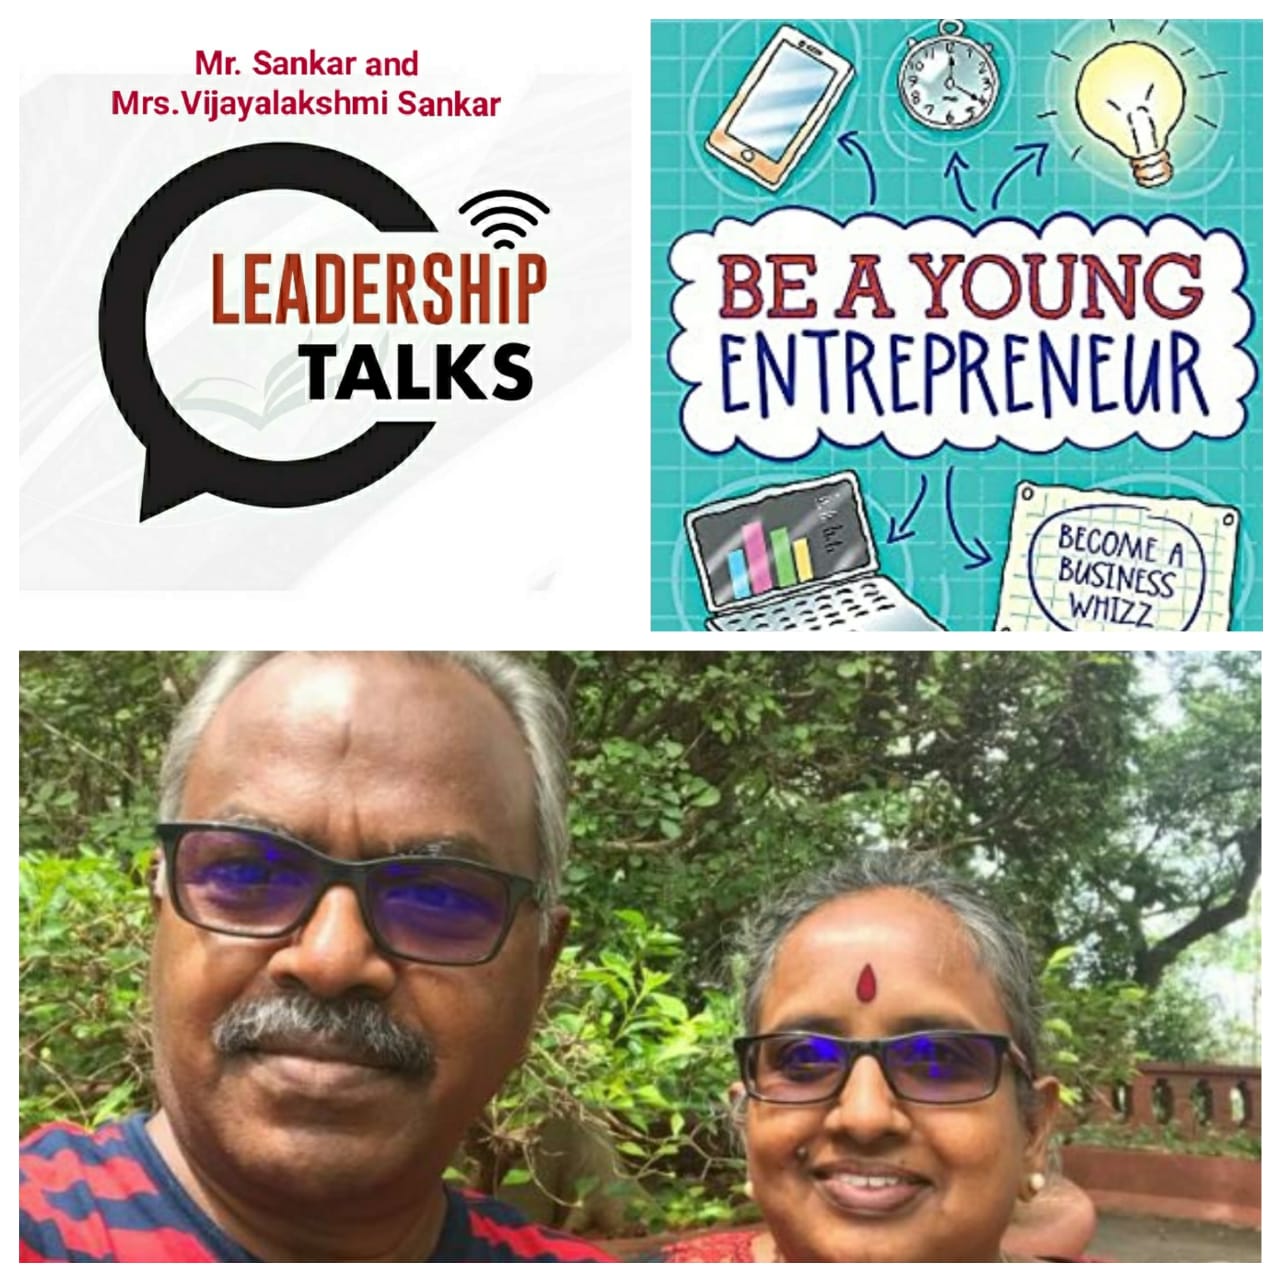 Mr. Sankar and
Mrs.Vijayalakshmi Sankar
LEADERSHiP
TALKS
BE A YOUNG
ENTREPRENEUR
BECOME A
BUSINESS
WHIZZ